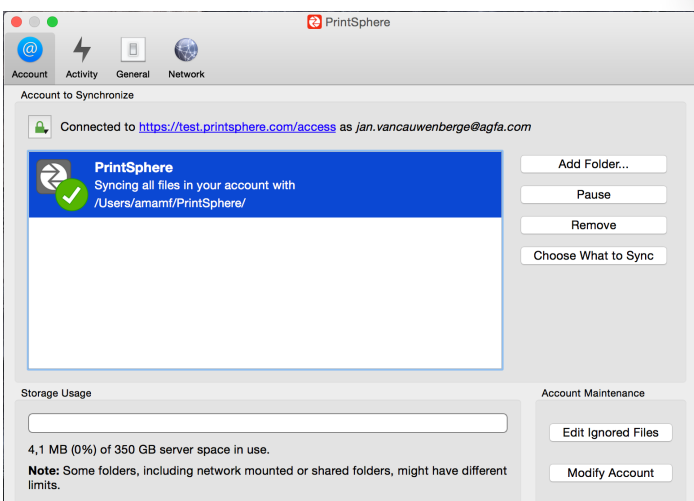 PrintSphere
Account
Activity
General
Network
Account to Synchronize
Connected to https://test.printsphere.com/access as jan.vancauwenberge@agfa.com
PrintSphere
Syncing all files in your account with
/Users/amamf/PrintSphere/
Add Folder...
Pause
Remove
Choose What to Sync
Storage Usage
4,1 MB (0%) of 350 GB server space in use.
Note: Some folders, including network mounted or shared folders, might have different
limits.
Account Maintenance
Edit Ignored Files
Modify Account